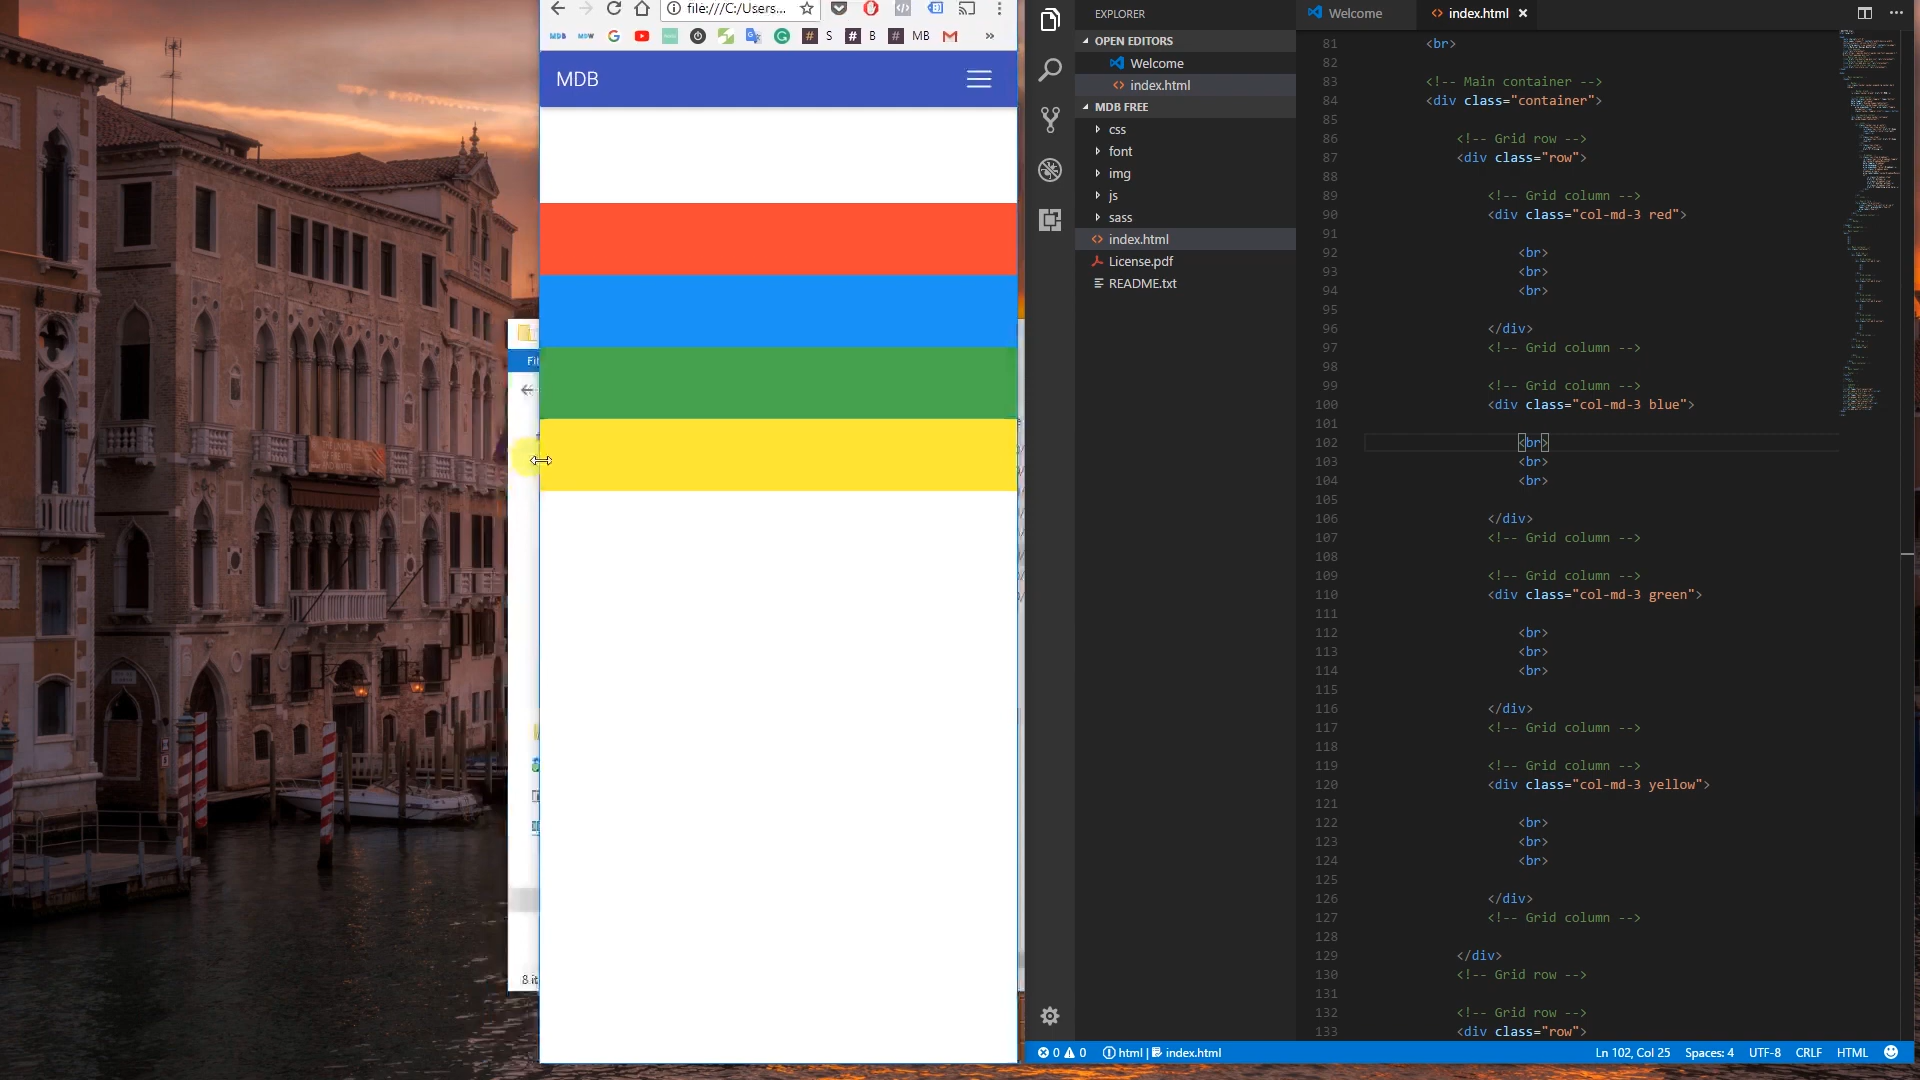 file:///C:/Users...
S
B
MB
»
MDB
8 it
EXPLORER
OPEN EDITORS
Welcome
index.html
MDB FREE
css
font
img
js
sass
index.html
License.pdf
README.txt
Welcome
index.html
81 <br>
82
83 <!-- Main container -->
84 <div class="container">
85
86 <!-- Grid row -->
87 <div class="row">
88
89 <!-- Grid column -->
90 <div class="col-md-3 red">
91
92 <br>
93 <br>
94 <br>
95
96 </div>
97 <!-- Grid column -->
98
99 <!-- Grid column -->
100 <div class="col-md-3 blue">
101
102 <br>
103 <br>
104 <br>
105
106 </div>
107 <!-- Grid column -->
108
109 <!-- Grid column -->
110 <div class="col-md-3 green">
111
112 <br>
113 <br>
114 <br>
115
116 </div>
117 <!-- Grid column -->
118
119 <!-- Grid column -->
120 <div class="col-md-3 yellow">
121
122 <br>
123 <br>
124 <br>
125
126 </div>
127 <!-- Grid column -->
128
129 </div>
130 <!-- Grid row -->
131
132 <!-- Grid row -->
133 <div class="row">
0 0 html | index.html
Ln 102, Col 25 Spaces: 4 UTF-8 CRLF HTML